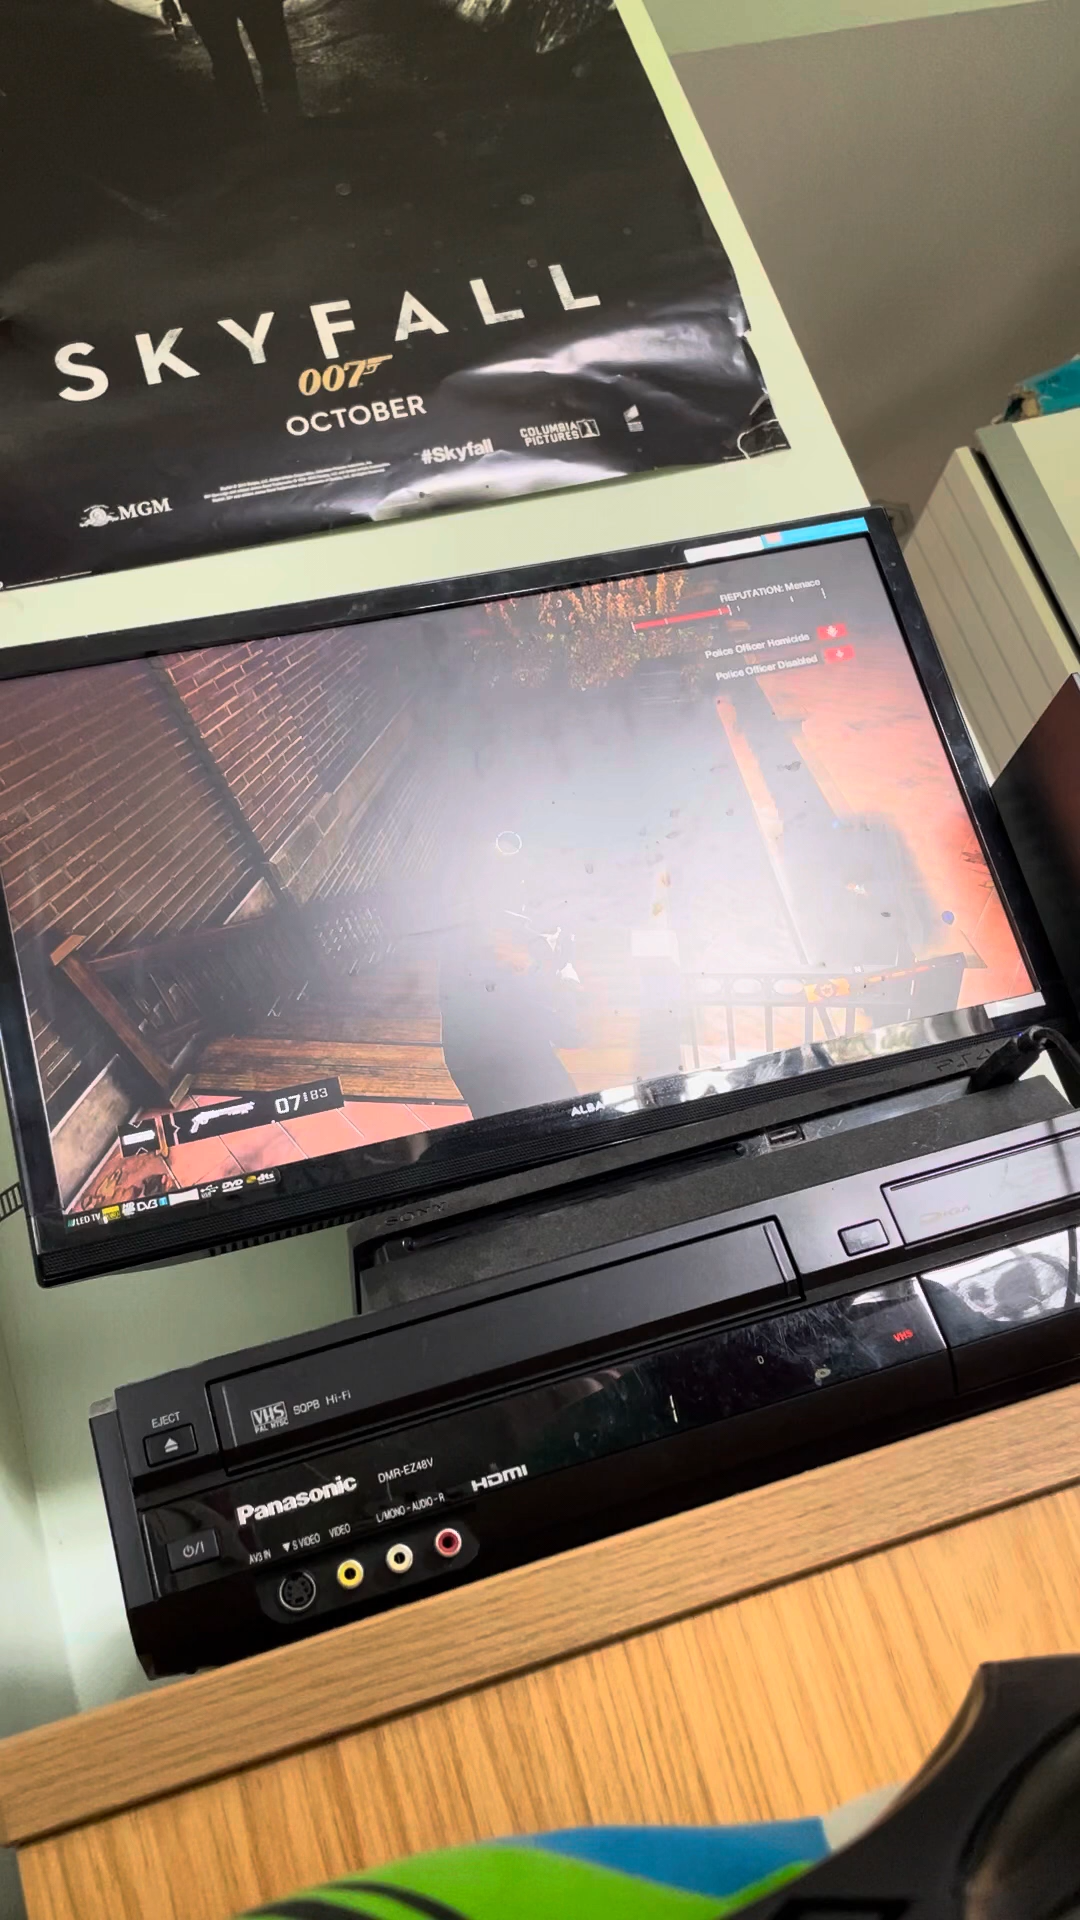 SKYFALL
007
OCTOBER
#Skyfall
COLUMBIA
PICTURES
MGM
REPUTATION: Menace
Police Officer Homicide
Police Officer Disabled
07 183
ALBA
PS4
LED TV
DVB
DVD
dts
SONY
EJECT
VHS
PAL
SQPB Hi-Fi
VHS
Panasonic
DMR-EZ48V
HDMI
AV3 IN
S VIDEO
VIDEO
L/MONO - AUDIO - R